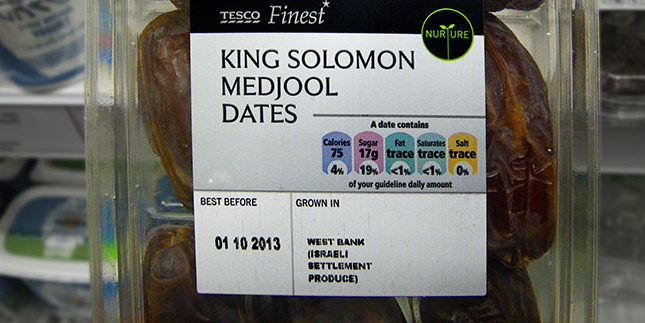 TESCO Finest*
NURTURE
KING SOLOMON
MEDJOOL
DATES
A date contains
Calories Sugar Fat Saturates Salt
75 17g trace trace trace
4% 19% <1% <1% 0%
of your guideline daily amount
BEST BEFORE
01 10 2013
GROWN IN
WEST BANK
(ISRAELI
SETTLEMENT
PRODUCE)